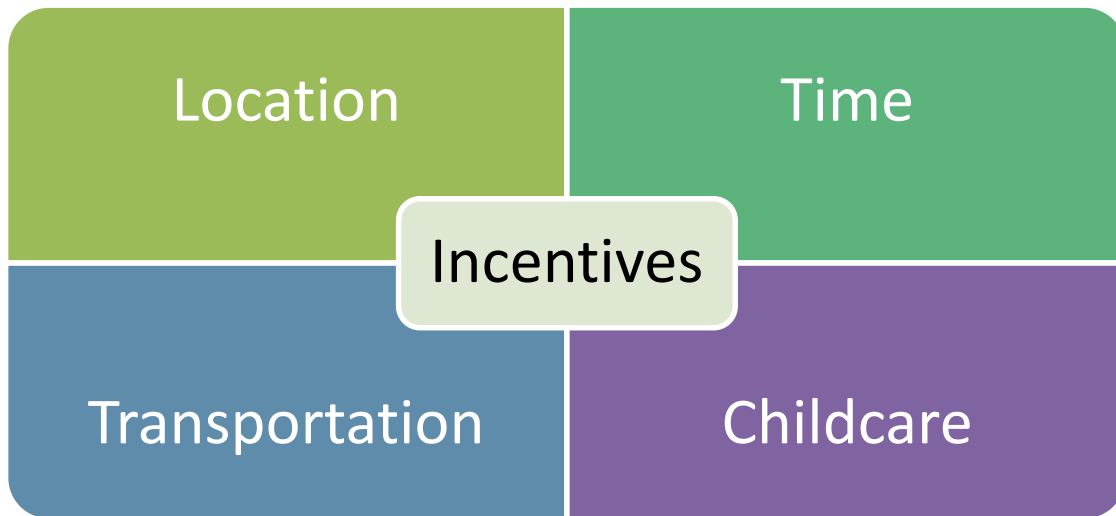 Location
Time
Incentives
Transportation
Childcare